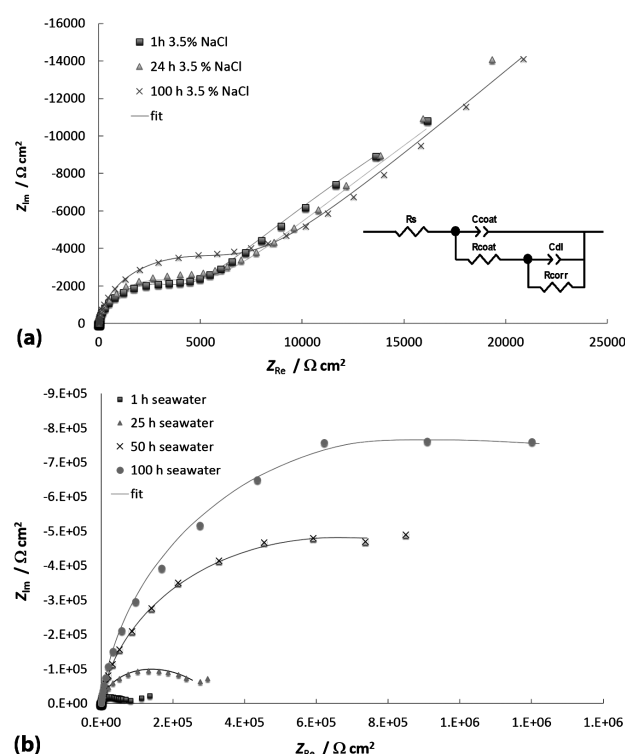 -16000
1h 3.5% NaCl
-14000
24 h 3.5 % NaCl
-12000
100 h 3.5 % NaCl
fit
-10000
ZIm / Ω cm²
-8000
-6000
Rs
Ccoat
-4000
Rcoat
Cdl
-2000
Rcorr
0
0
5000
10000
15000
20000
25000
(a)
ZRe / Ω cm²
-9.E+05
1 h seawater
-8.E+05
25 h seawater
-7.E+05
50 h seawater
100 h seawater
-6.E+05
fit
-5.E+05
ZIm / Ω cm²
-4.E+05
-3.E+05
-2.E+05
-1.E+05
0.E+00
0.E+00
2.E+05
4.E+05
6.E+05
8.E+05
1.E+06
1.E+06
1.E+06
(b)
ZRe / Ω cm²